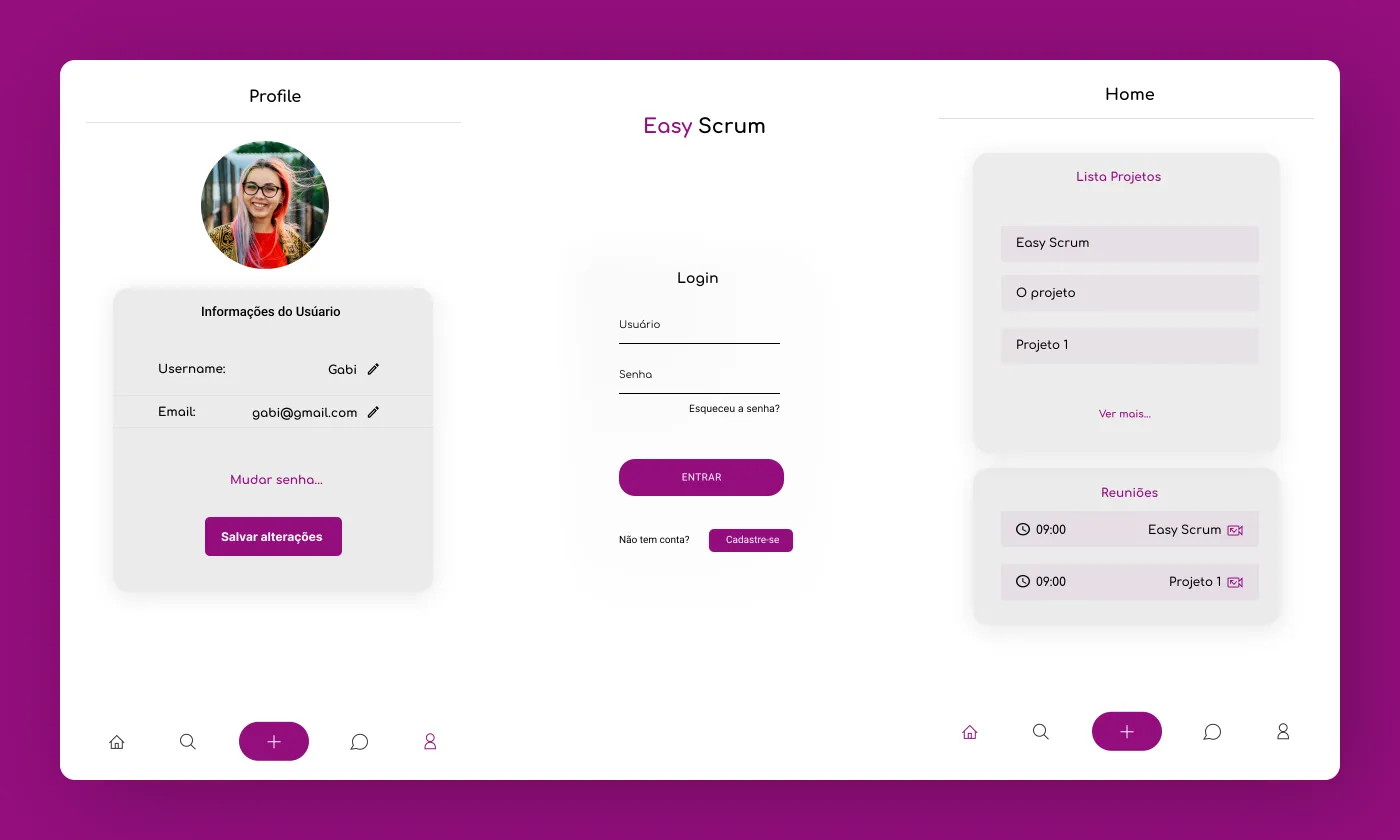 Profile
Informações do Usúario
Username:
Gabi
Email:
gabi@gmail.com
Mudar senha...
Salvar alterações
Easy Scrum
Login
Usuário
Senha
Esqueceu a senha?
ENTRAR
Não tem conta?
Cadastre-se
Home
Lista Projetos
Easy Scrum
O projeto
Projeto 1
Ver mais...
Reuniões
09:00
Easy Scrum
09:00
Projeto 1